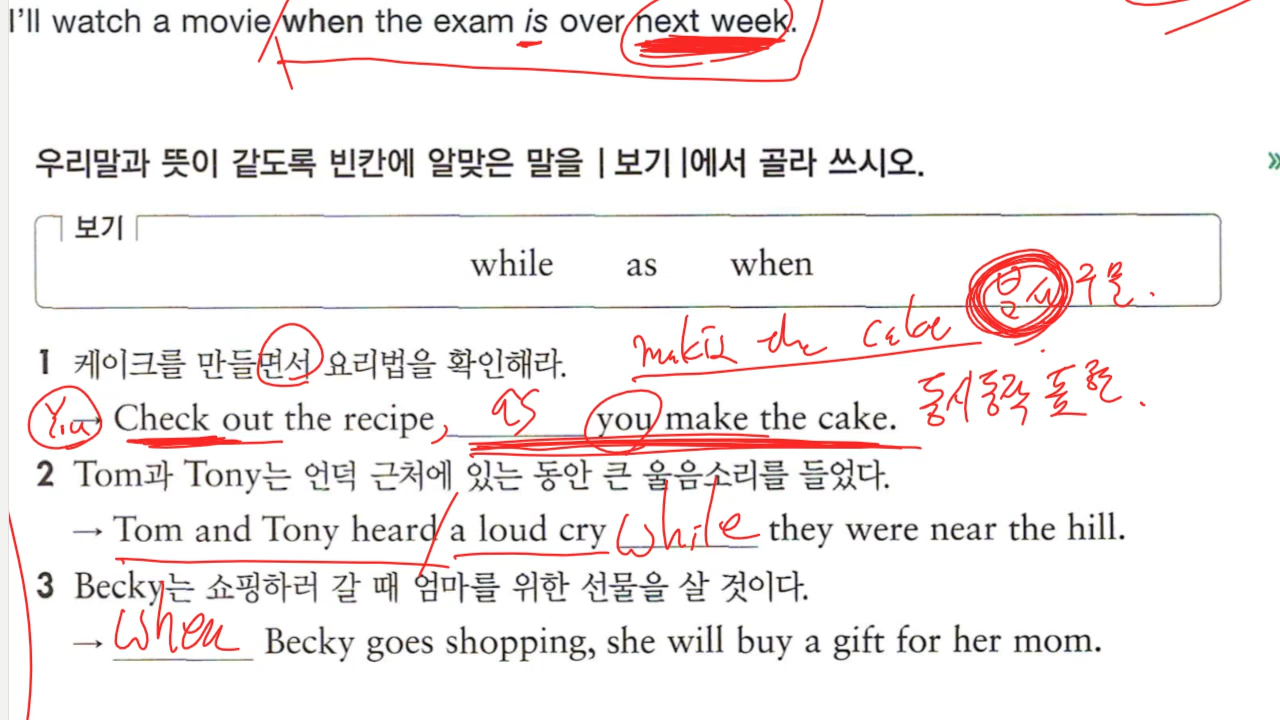 I'll watch a movie when the exam is over next week.
우리말과 뜻이 같도록 빈칸에 알맞은 말을 | 보기 |에서 골라 쓰시오.
보기
while as when
분사 구문.
making the cake
1 케이크를 만들면서 요리법을 확인해라.
You → Check out the recipe, as you make the cake.
동시동작 표현.
2 Tom과 Tony는 언덕 근처에 있는 동안 큰 울음소리를 들었다.
→ Tom and Tony heard a loud cry while they were near the hill.
3 Becky는 쇼핑하러 갈 때 엄마를 위한 선물을 살 것이다.
→ when Becky goes shopping, she will buy a gift for her mom.